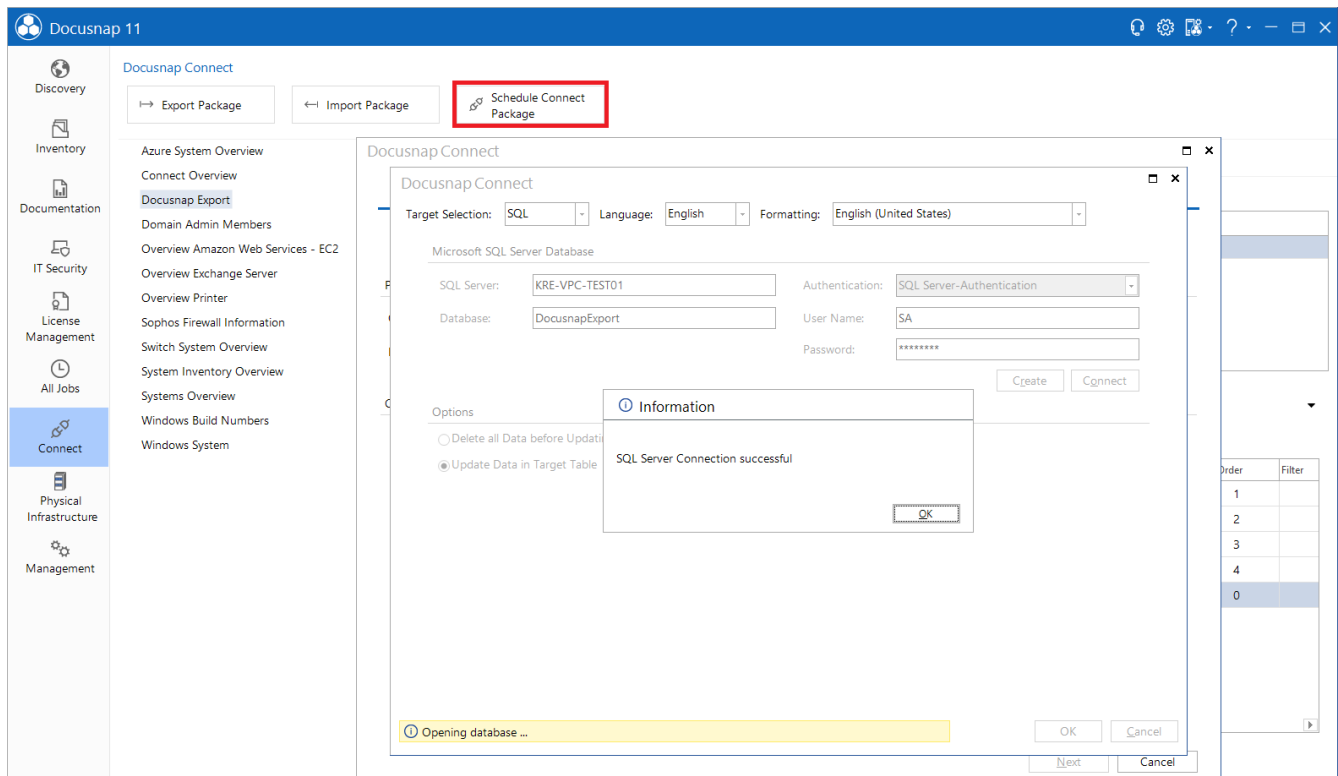 Docusnap 11
Discovery
Inventory
Documentation
IT Security
License
Management
All Jobs
Connect
Physical
Infrastructure
Management
Docusnap Connect
Export Package
Import Package
Schedule Connect
Package
Azure System Overview
Connect Overview
Docusnap Export
Domain Admin Members
Overview Amazon Web Services - EC2
Overview Exchange Server
Overview Printer
Sophos Firewall Information
Switch System Overview
System Inventory Overview
Systems Overview
Windows Build Numbers
Windows System
Docusnap Connect
Docusnap Connect
Target Selection: SQL Language: English Formatting: English (United States)
Microsoft SQL Server Database
SQL Server: KRE-VPC-TEST01 Authentication: SQL Server-Authentication
Database: DocusnapExport User Name: SA
Password: ********
Create Connect
Options
Delete all Data before Updati
Update Data in Target Table
Information
SQL Server Connection successful
OK
Opening database ...
OK Cancel
Next Cancel
Order Filter
1
2
3
4
0